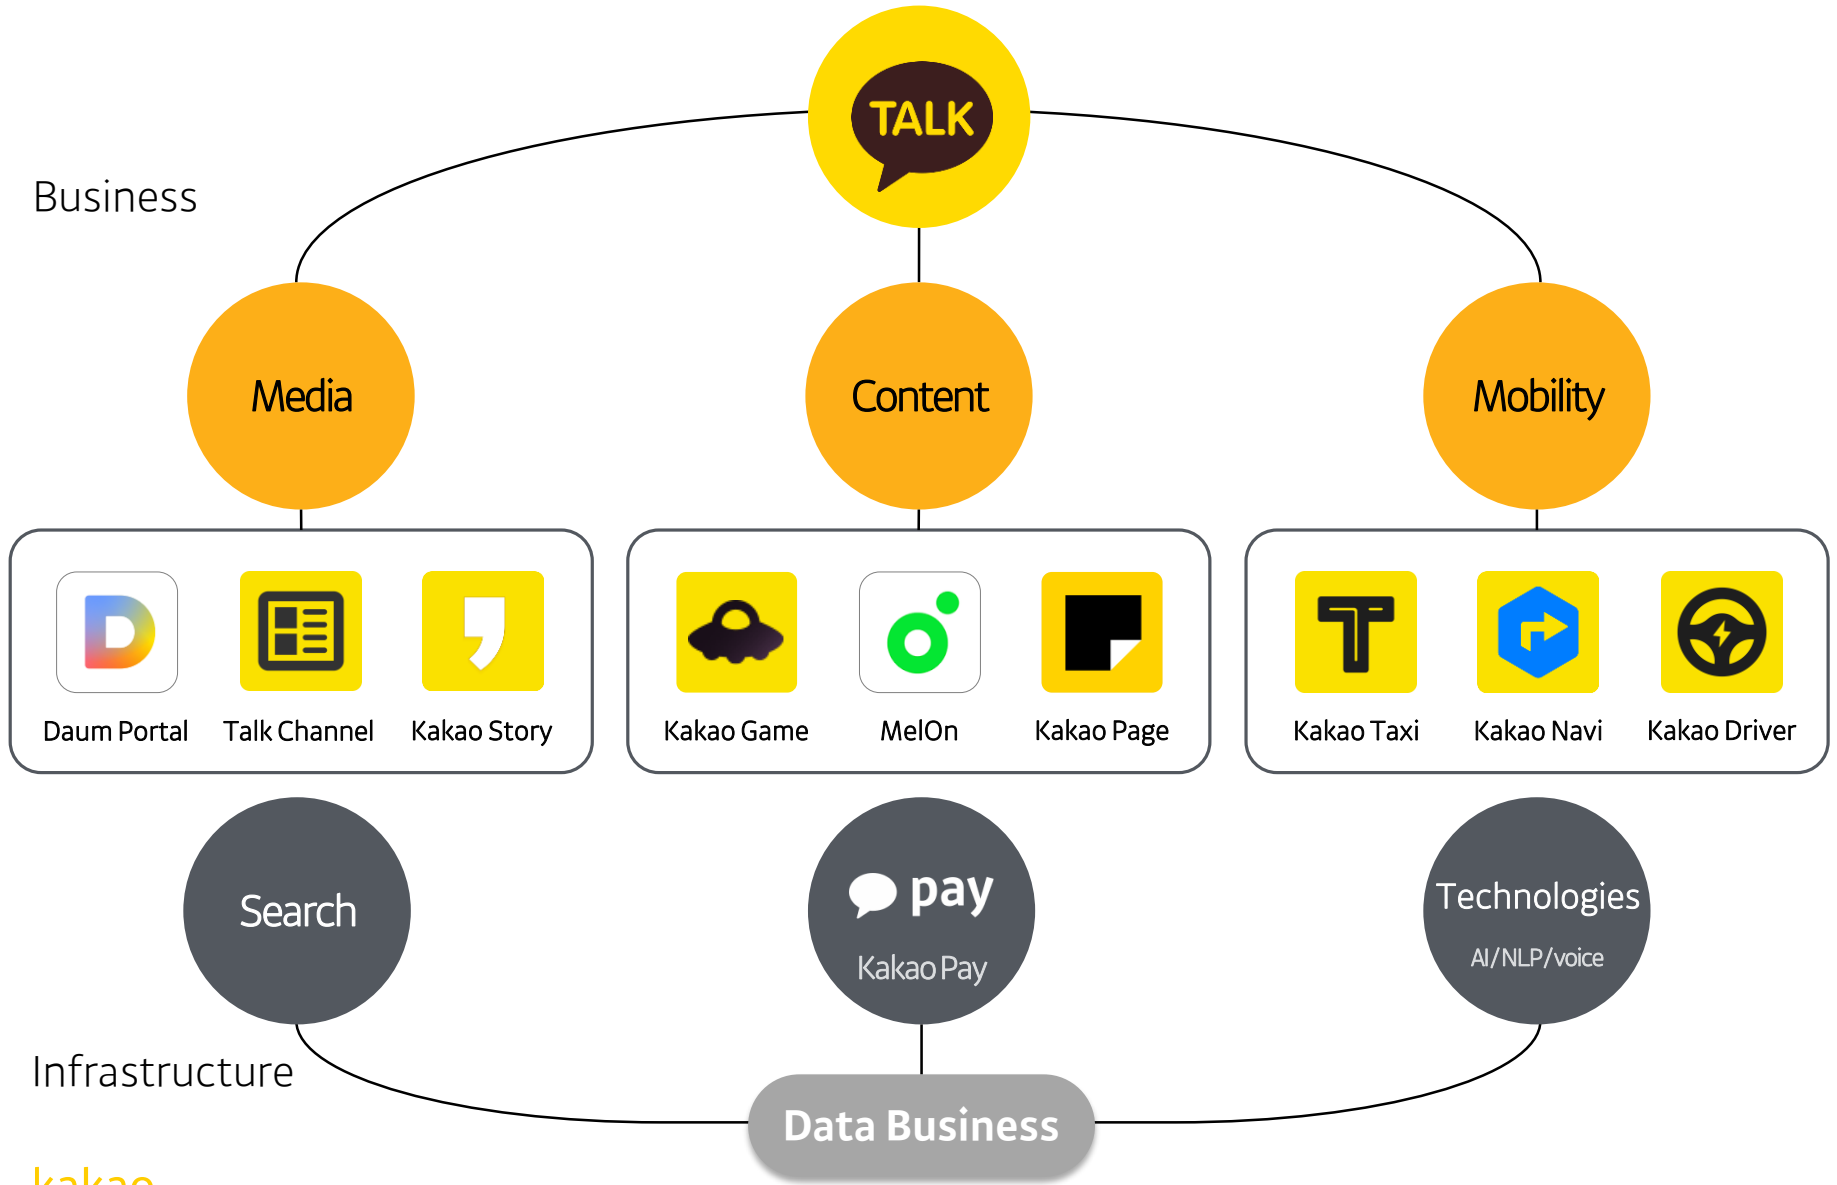 TALK
Business
Media
Content
Mobility
Daum Portal
Talk Channel
Kakao Story
Kakao Game
MelOn
Kakao Page
Kakao Taxi
Kakao Navi
Kakao Driver
Search
pay
Kakao Pay
Technologies
AI/NLP/voice
Infrastructure
Data Business
kakao